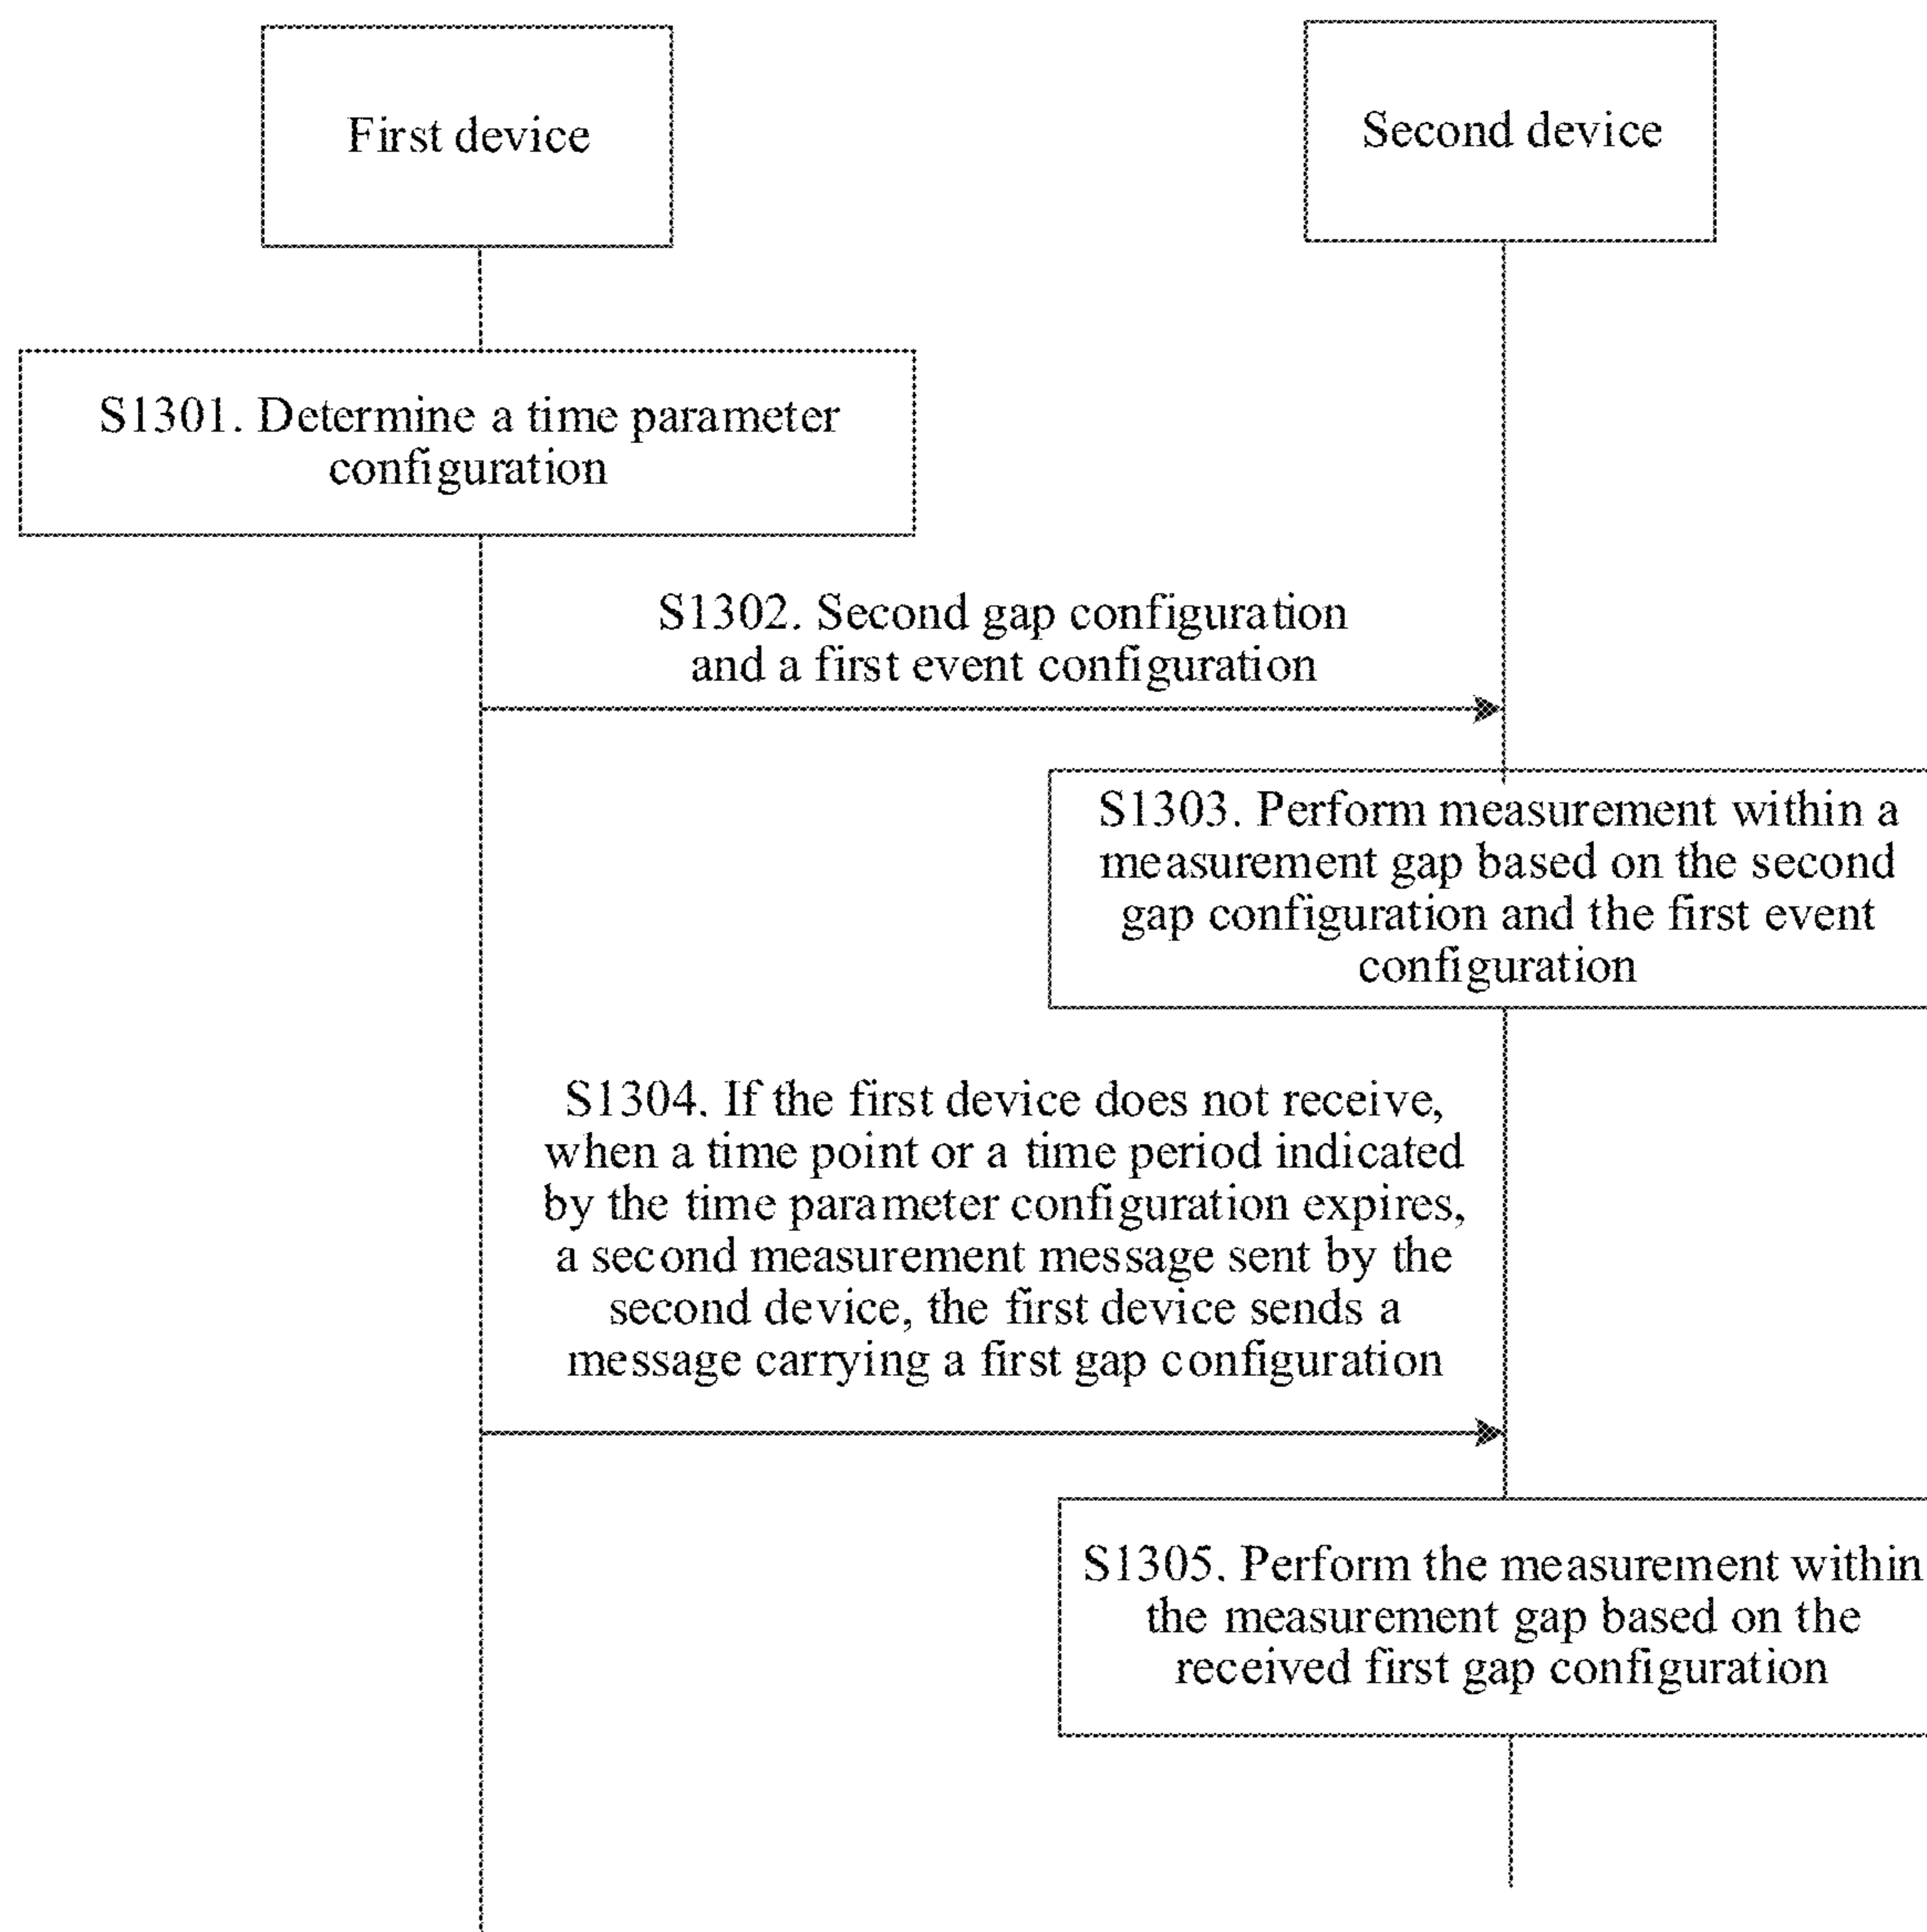 First device
Second device
S1301. Determine a time parameter
configuration
S1302. Second gap configuration
and a first event configuration
S1303. Perform measurement within a
measurement gap based on the second
gap configuration and the first event
configuration
S1304. If the first device does not receive,
when a time point or a time period indicated
by the time parameter configuration expires,
a second measurement message sent by the
second device, the first device sends a
message carrying a first gap configuration
S1305. Perform the measurement within
the measurement gap based on the
received first gap configuration